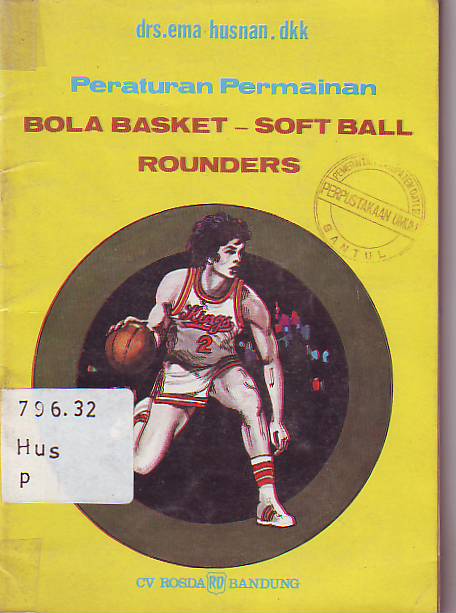 drs.ema husnan.dkk
Peraturan Permainan
BOLA BASKET – SOFT BALL
ROUNDERS
PERPUSTAKAAN UMUM
BANTUL
Kings
2
796.32
Hus
p
CV ROSDA RD BANDUNG